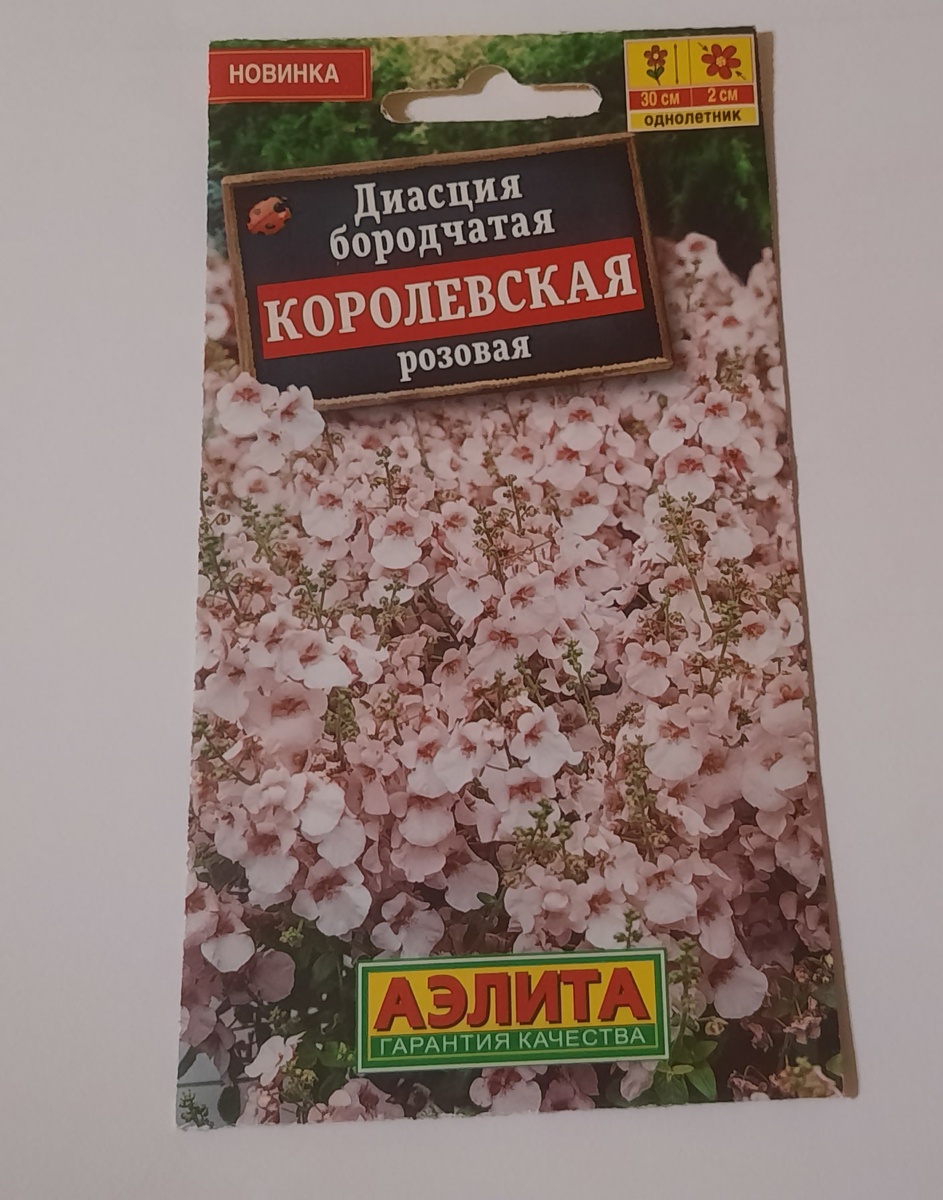 НОВИНКА
30 см 2 см
однолетник
Диасция
бородчатая
КОРОЛЕВСКАЯ
розовая
АЭЛИТА
ГАРАНТИЯ КАЧЕСТВА